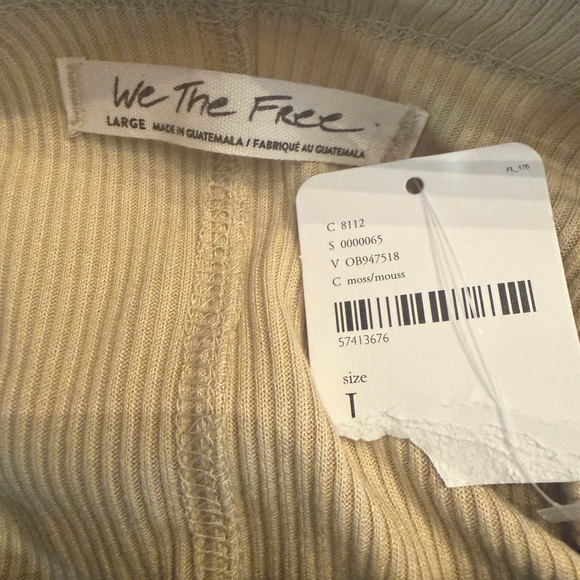 We The Free.
LARGE MADE IN GUATEMALA / FABRIQUÉ AU GUATEMALA
FL_176
C 8112
S 0000065
V OB947518
C moss/mouss
57413676
size